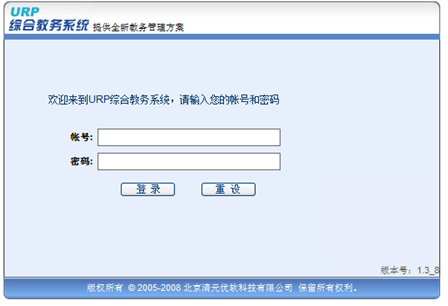 URP
综合教务系统 提供全新教务管理方案
欢迎来到URP综合教务系统，请输入您的帐号和密码
帐号:
密码:
登 录 重 设
版本号：1.3_8
版权所有 © 2005-2008 北京清元优软科技有限公司 保留所有权利。